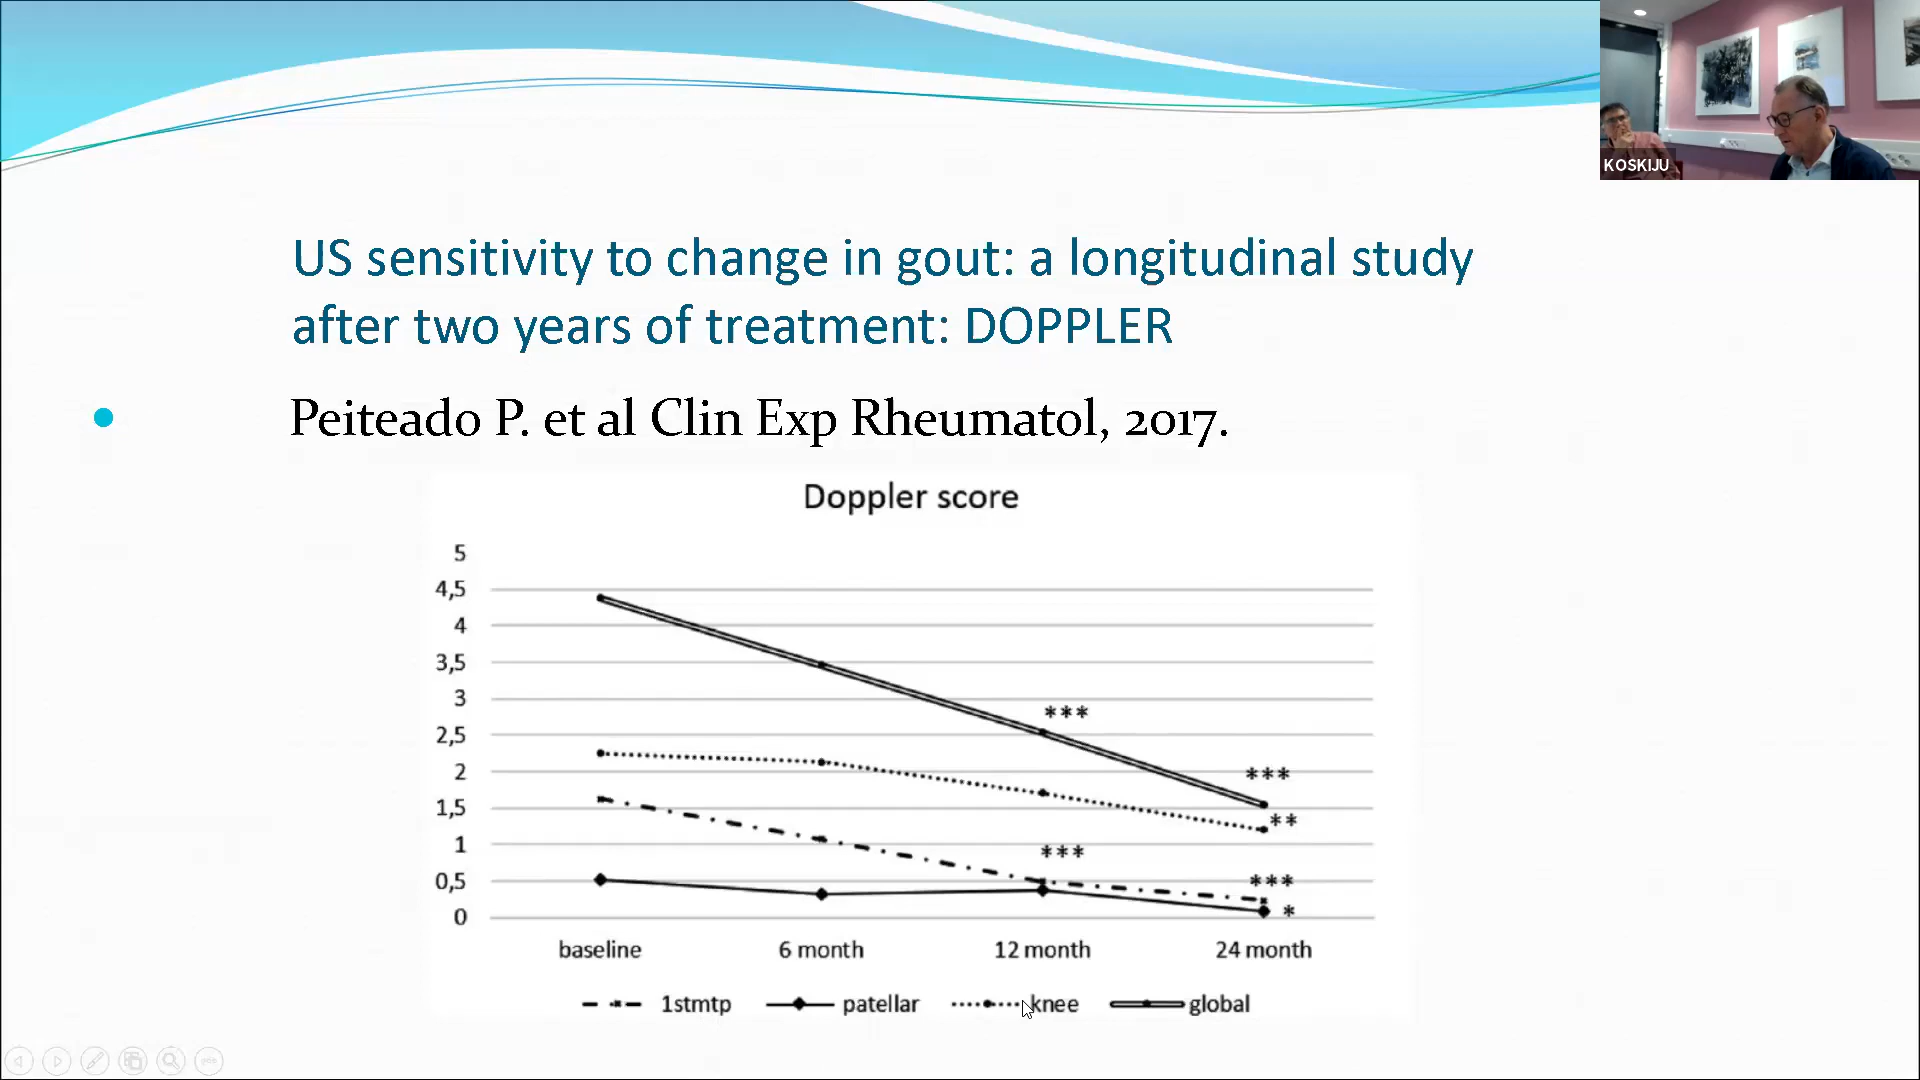 KOSKIJU
US sensitivity to change in gout: a longitudinal study
after two years of treatment: DOPPLER
Peiteado P. et al Clin Exp Rheumatol, 2017.
Doppler score
5
4,5
4
3,5
3
***
2,5
2
***
1,5
**
1
***
0,5
***
0
*
baseline 6 month 12 month 24 month
1stmtp patellar knee global